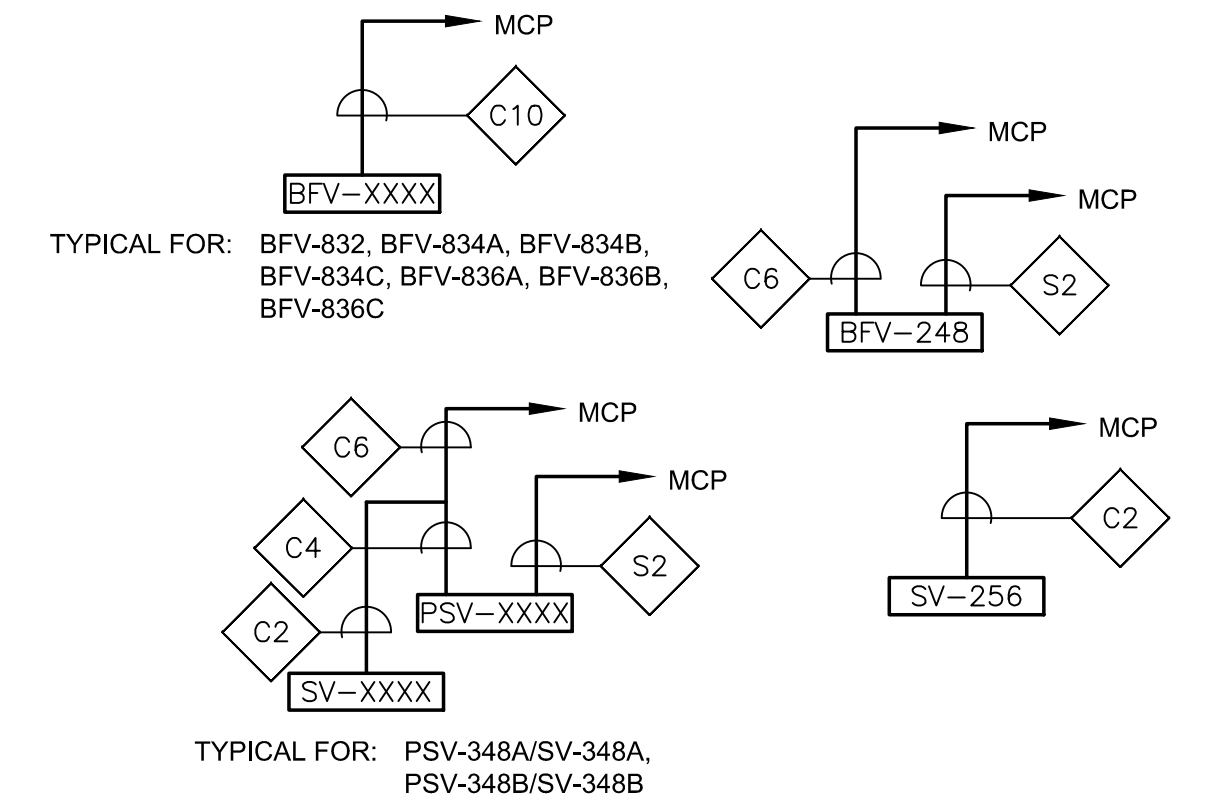 MCP
C10
BFV-XXXX
TYPICAL FOR: BFV-832, BFV-834A, BFV-834B,
BFV-834C, BFV-836A, BFV-836B,
BFV-836C
MCP
MCP
C6
S2
BFV-248
MCP
C6
MCP
C4
S2
C2
PSV-XXXX
SV-XXXX
TYPICAL FOR: PSV-348A/SV-348A,
PSV-348B/SV-348B
MCP
C2
SV-256